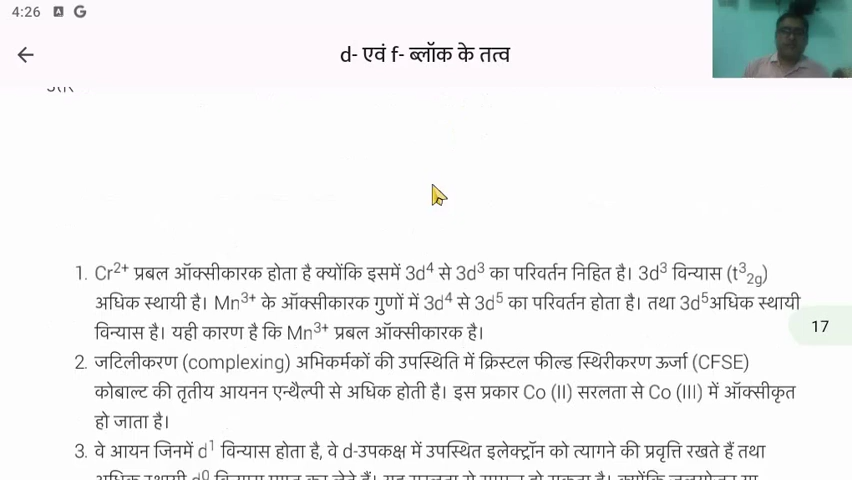 4:26 A G
d- एवं f- ब्लॉक के तत्व
1. Cr²⁺ प्रबल ऑक्सीकारक होता है क्योंकि इसमें 3d⁴ से 3d³ का परिवर्तन निहित है। 3d³ विन्यास (t³₂g)
अधिक स्थायी है। Mn³⁺ के ऑक्सीकारक गुणों में 3d⁴ से 3d⁵ का परिवर्तन होता है। तथा 3d⁵अधिक स्थायी
विन्यास है। यही कारण है कि Mn³⁺ प्रबल ऑक्सीकारक है।
17
2. जटिलीकरण (complexing) अभिकर्मकों की उपस्थिति में क्रिस्टल फील्ड स्थिरीकरण ऊर्जा (CFSE)
कोबाल्ट की तृतीय आयनन एन्थैल्पी से अधिक होती है। इस प्रकार Co (II) सरलता से Co (III) में ऑक्सीकृत
हो जाता है।
3. वे आयन जिनमें d¹ विन्यास होता है, वे d-उपकक्ष में उपस्थित इलेक्ट्रॉन को त्यागने की प्रवृत्ति रखते हैं तथा